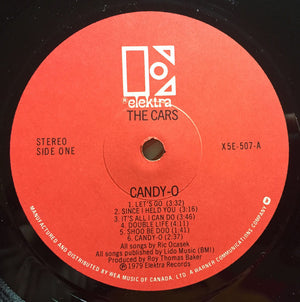 elektra
THE CARS
STEREO
SIDE ONE
X5E-507-A
CANDY-O
1. LET'S GO (3:32)
2. SINCE I HELD YOU (3:16)
3. IT'S ALL I CAN DO (3:46)
4. DOUBLE LIFE (4:11)
5. SHOO BE DOO (1:21)
6. CANDY-O (2:37)
All songs by Ric Ocasek
All songs published by Lido Music (BMI)
Produced by Roy Thomas Baker
℗ 1979 Elektra Records
MANUFACTURED AND DISTRIBUTED BY WEA MUSIC OF CANADA, LTD. A WARNER COMMUNICATIONS COMPANY